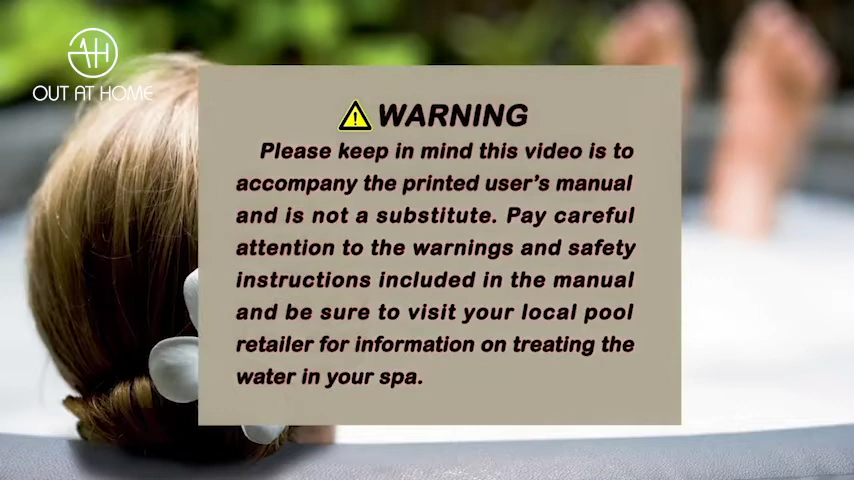 AH
OUT AT HOME
WARNING
Please keep in mind this video is to
accompany the printed user's manual
and is not a substitute. Pay careful
attention to the warnings and safety
instructions included in the manual
and be sure to visit your local pool
retailer for information on treating the
water in your spa.